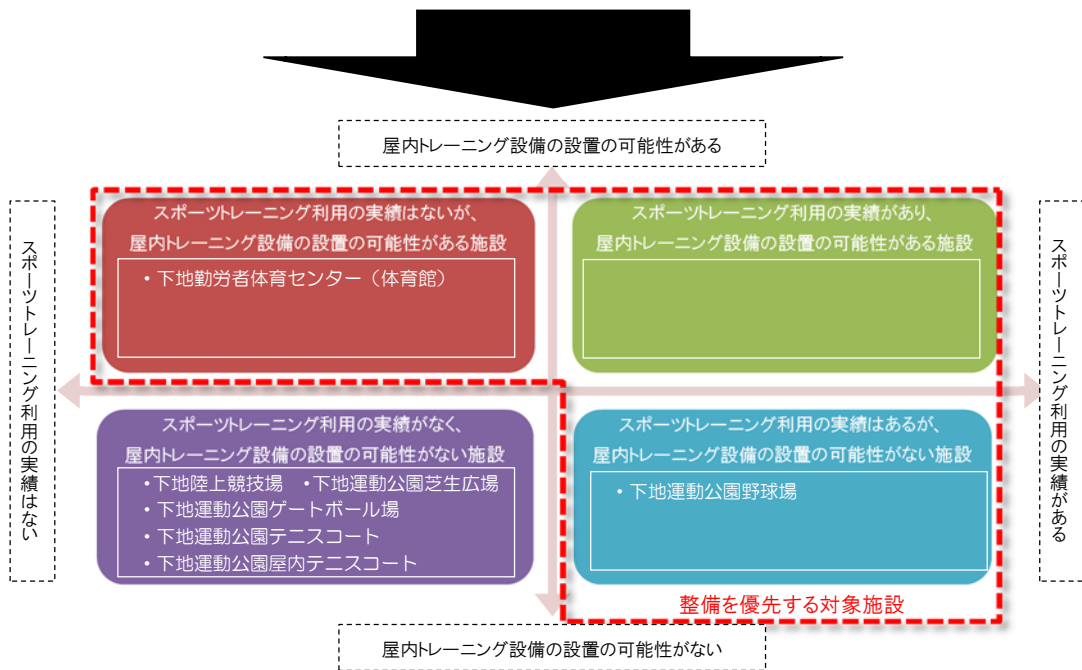 屋内トレーニング設備の設置の可能性がある
スポーツトレーニング利用の実績はない
スポーツトレーニング利用の実績はないが、
屋内トレーニング設備の設置の可能性がある施設
・下地勤労者体育センター（体育館）
スポーツトレーニング利用の実績があり、
屋内トレーニング設備の設置の可能性がある施設
スポーツトレーニング利用の実績がある
スポーツトレーニング利用の実績がなく、
屋内トレーニング設備の設置の可能性がない施設
・下地陸上競技場　・下地運動公園芝生広場
・下地運動公園ゲートボール場
・下地運動公園テニスコート
・下地運動公園屋内テニスコート
スポーツトレーニング利用の実績はあるが、
屋内トレーニング設備の設置の可能性がない施設
・下地運動公園野球場
整備を優先する対象施設
屋内トレーニング設備の設置の可能性がない